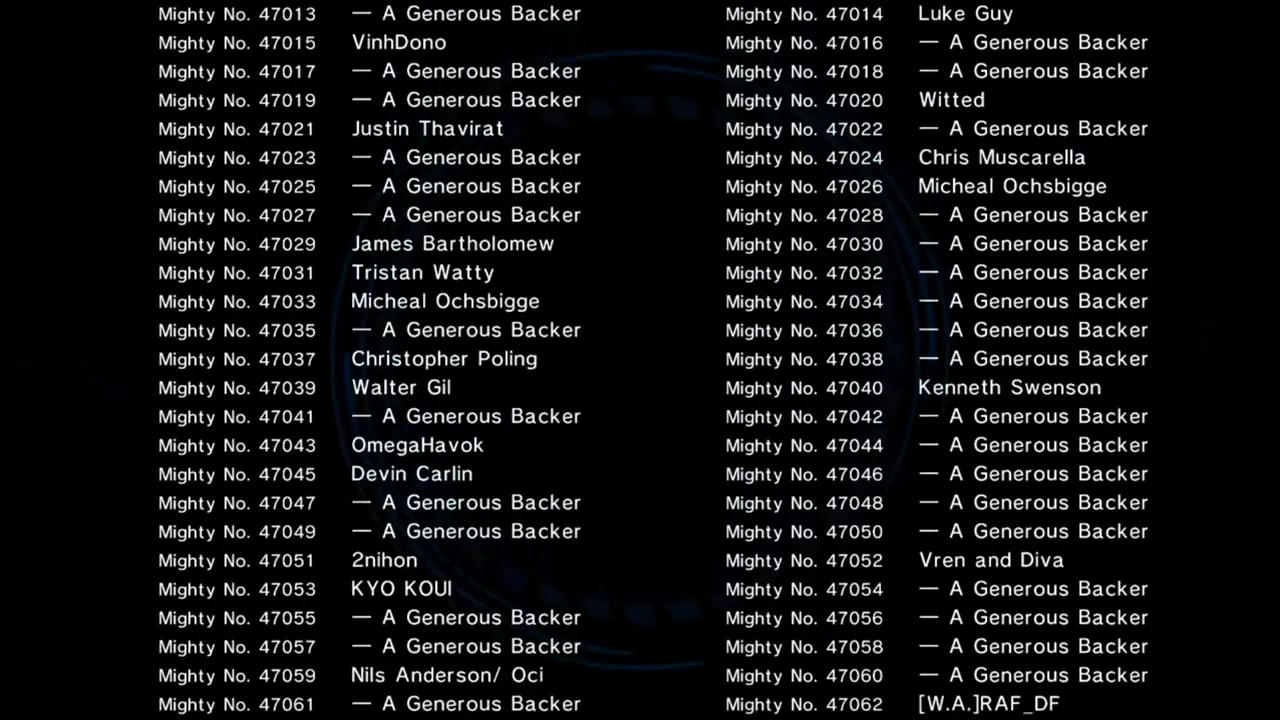 Mighty No. 47013 — A Generous Backer Mighty No. 47014 Luke Guy
Mighty No. 47015 VinhDono Mighty No. 47016 — A Generous Backer
Mighty No. 47017 — A Generous Backer Mighty No. 47018 — A Generous Backer
Mighty No. 47019 — A Generous Backer Mighty No. 47020 Witted
Mighty No. 47021 Justin Thavirat Mighty No. 47022 — A Generous Backer
Mighty No. 47023 — A Generous Backer Mighty No. 47024 Chris Muscarella
Mighty No. 47025 — A Generous Backer Mighty No. 47026 Micheal Ochsbigge
Mighty No. 47027 — A Generous Backer Mighty No. 47028 — A Generous Backer
Mighty No. 47029 James Bartholomew Mighty No. 47030 — A Generous Backer
Mighty No. 47031 Tristan Watty Mighty No. 47032 — A Generous Backer
Mighty No. 47033 Micheal Ochsbigge Mighty No. 47034 — A Generous Backer
Mighty No. 47035 — A Generous Backer Mighty No. 47036 — A Generous Backer
Mighty No. 47037 Christopher Poling Mighty No. 47038 — A Generous Backer
Mighty No. 47039 Walter Gil Mighty No. 47040 Kenneth Swenson
Mighty No. 47041 — A Generous Backer Mighty No. 47042 — A Generous Backer
Mighty No. 47043 OmegaHavok Mighty No. 47044 — A Generous Backer
Mighty No. 47045 Devin Carlin Mighty No. 47046 — A Generous Backer
Mighty No. 47047 — A Generous Backer Mighty No. 47048 — A Generous Backer
Mighty No. 47049 — A Generous Backer Mighty No. 47050 — A Generous Backer
Mighty No. 47051 2nihon Mighty No. 47052 Vren and Diva
Mighty No. 47053 KYO KOUI Mighty No. 47054 — A Generous Backer
Mighty No. 47055 — A Generous Backer Mighty No. 47056 — A Generous Backer
Mighty No. 47057 — A Generous Backer Mighty No. 47058 — A Generous Backer
Mighty No. 47059 Nils Anderson/ Oci Mighty No. 47060 — A Generous Backer
Mighty No. 47061 — A Generous Backer Mighty No. 47062 [W.A.]RAF_DF